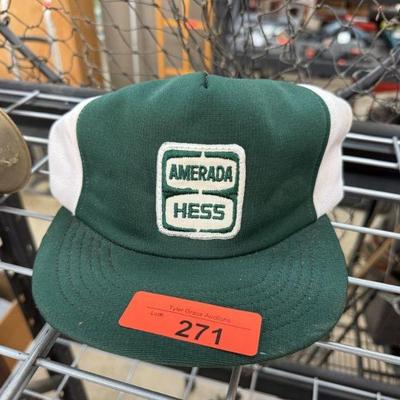 AMERADA
HESS
Tyler Grace Auctions
Lot#
271